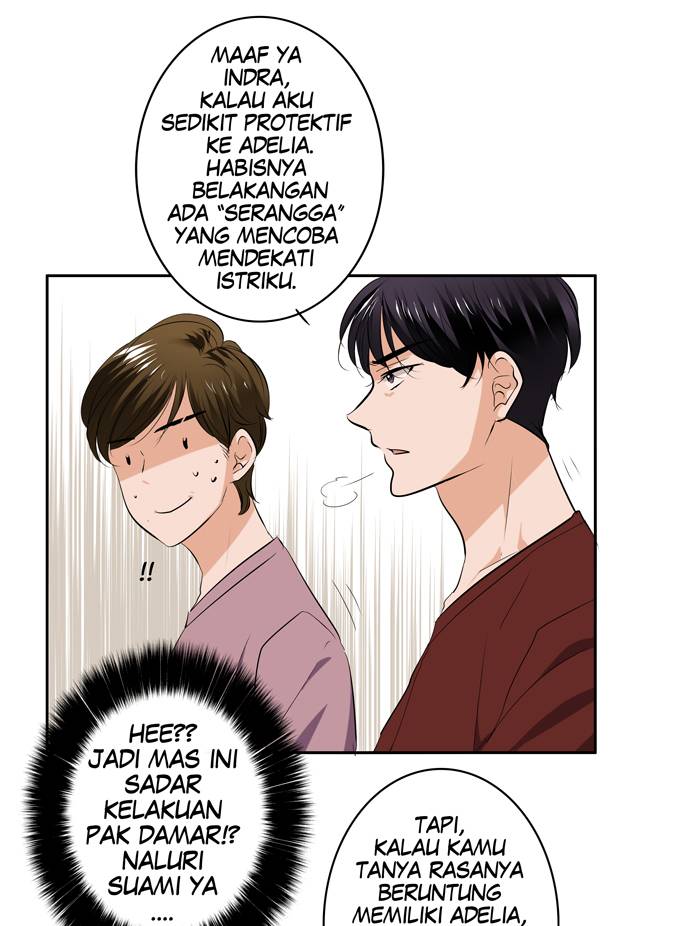 MAAF YA
INDRA,
KALAU AKU
SEDIKIT PROTEKTIF
KE ADELIA.
HABISNYA
BELAKANGAN
ADA "SERANGGA"
YANG MENCOBA
MENDEKATI
ISTRIKU.
!!
HEE??
JADI MAS INI
SADAR
KELAKUAN
PAK DAMAR!?
NALURI
SUAMI YA
....
TAPI,
KALAU KAMU
TANYA RASANYA
BERUNTUNG
MEMILIKI ADELIA,